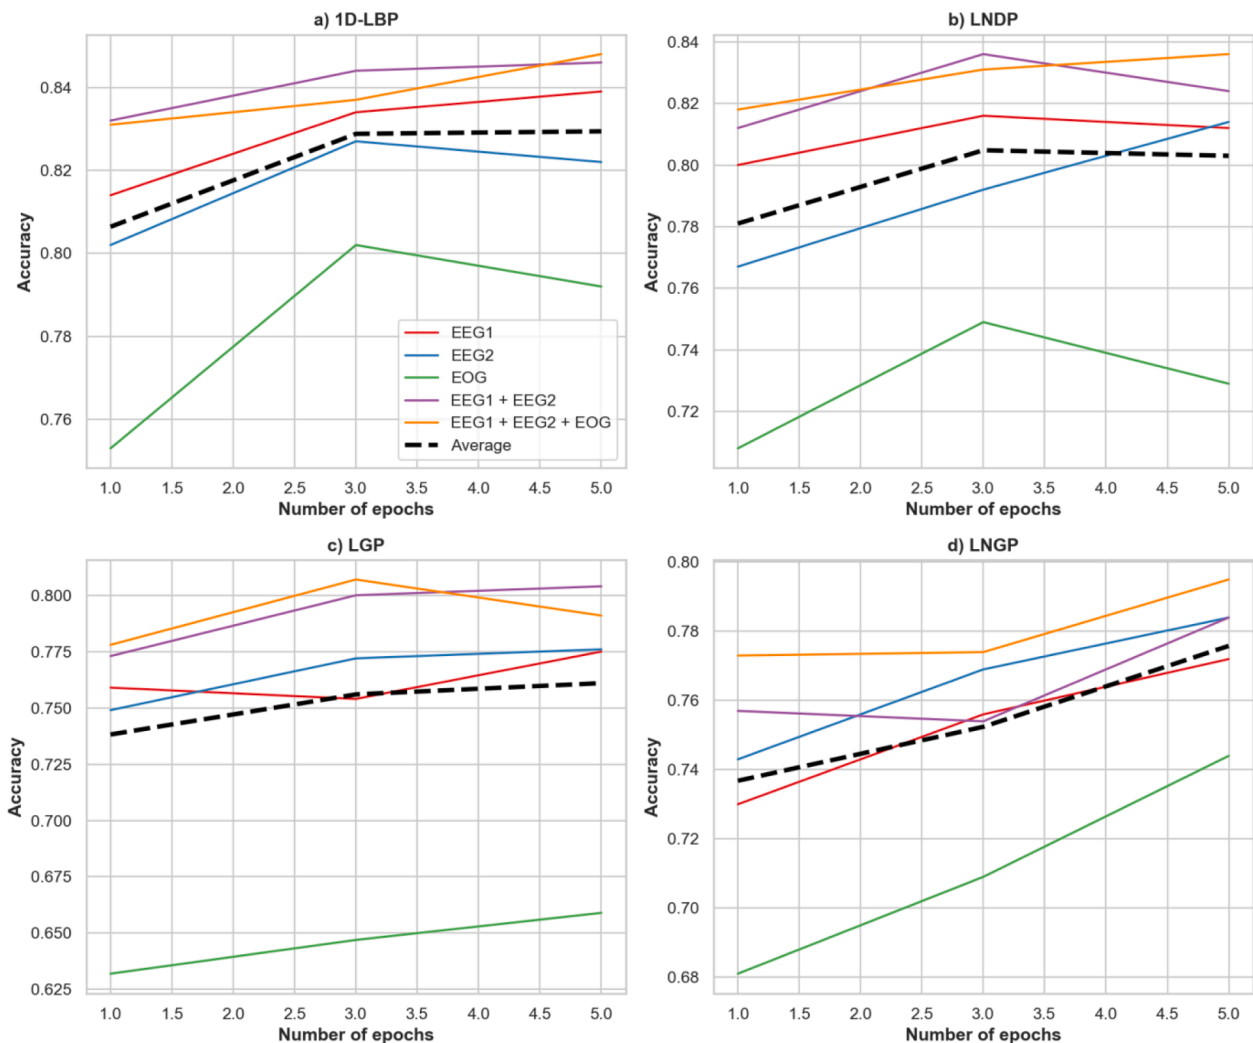 a) 1D-LBP
0.84
0.82
0.80
0.78
0.76
Accuracy
EEG1
EEG2
EOG
EEG1 + EEG2
EEG1 + EEG2 + EOG
Average
1.0 1.5 2.0 2.5 3.0 3.5 4.0 4.5 5.0
Number of epochs
b) LNDP
0.84
0.82
0.80
0.78
0.76
0.74
0.72
Accuracy
1.0 1.5 2.0 2.5 3.0 3.5 4.0 4.5 5.0
Number of epochs
c) LGP
0.800
0.775
0.750
0.725
0.700
0.675
0.650
0.625
Accuracy
1.0 1.5 2.0 2.5 3.0 3.5 4.0 4.5 5.0
Number of epochs
d) LNGP
0.80
0.78
0.76
0.74
0.72
0.70
0.68
Accuracy
1.0 1.5 2.0 2.5 3.0 3.5 4.0 4.5 5.0
Number of epochs